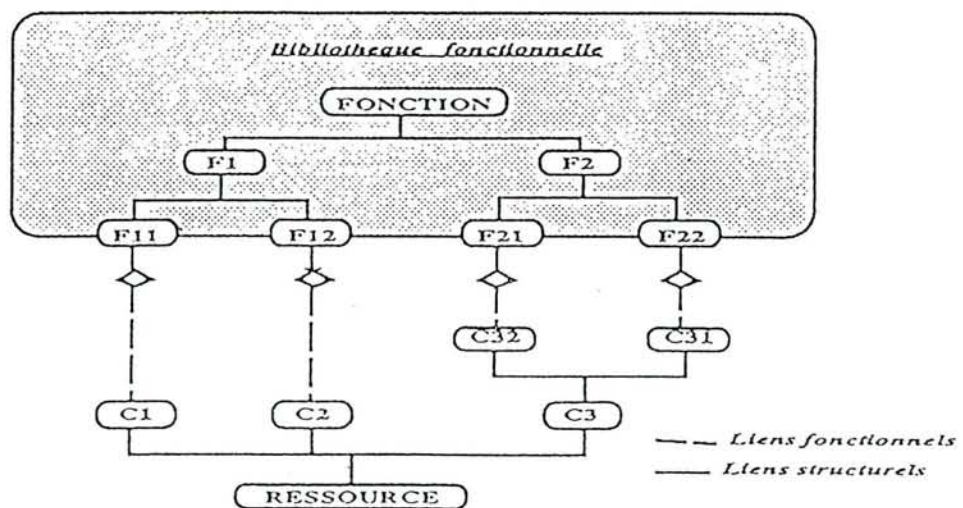 Bibliotheque fonctionnelle
FONCTION
F1 F2
F11 F12 F21 F22
C32 C31
C1 C2 C3
Liens fonctionnels
Liens structurels
RESSOURCE